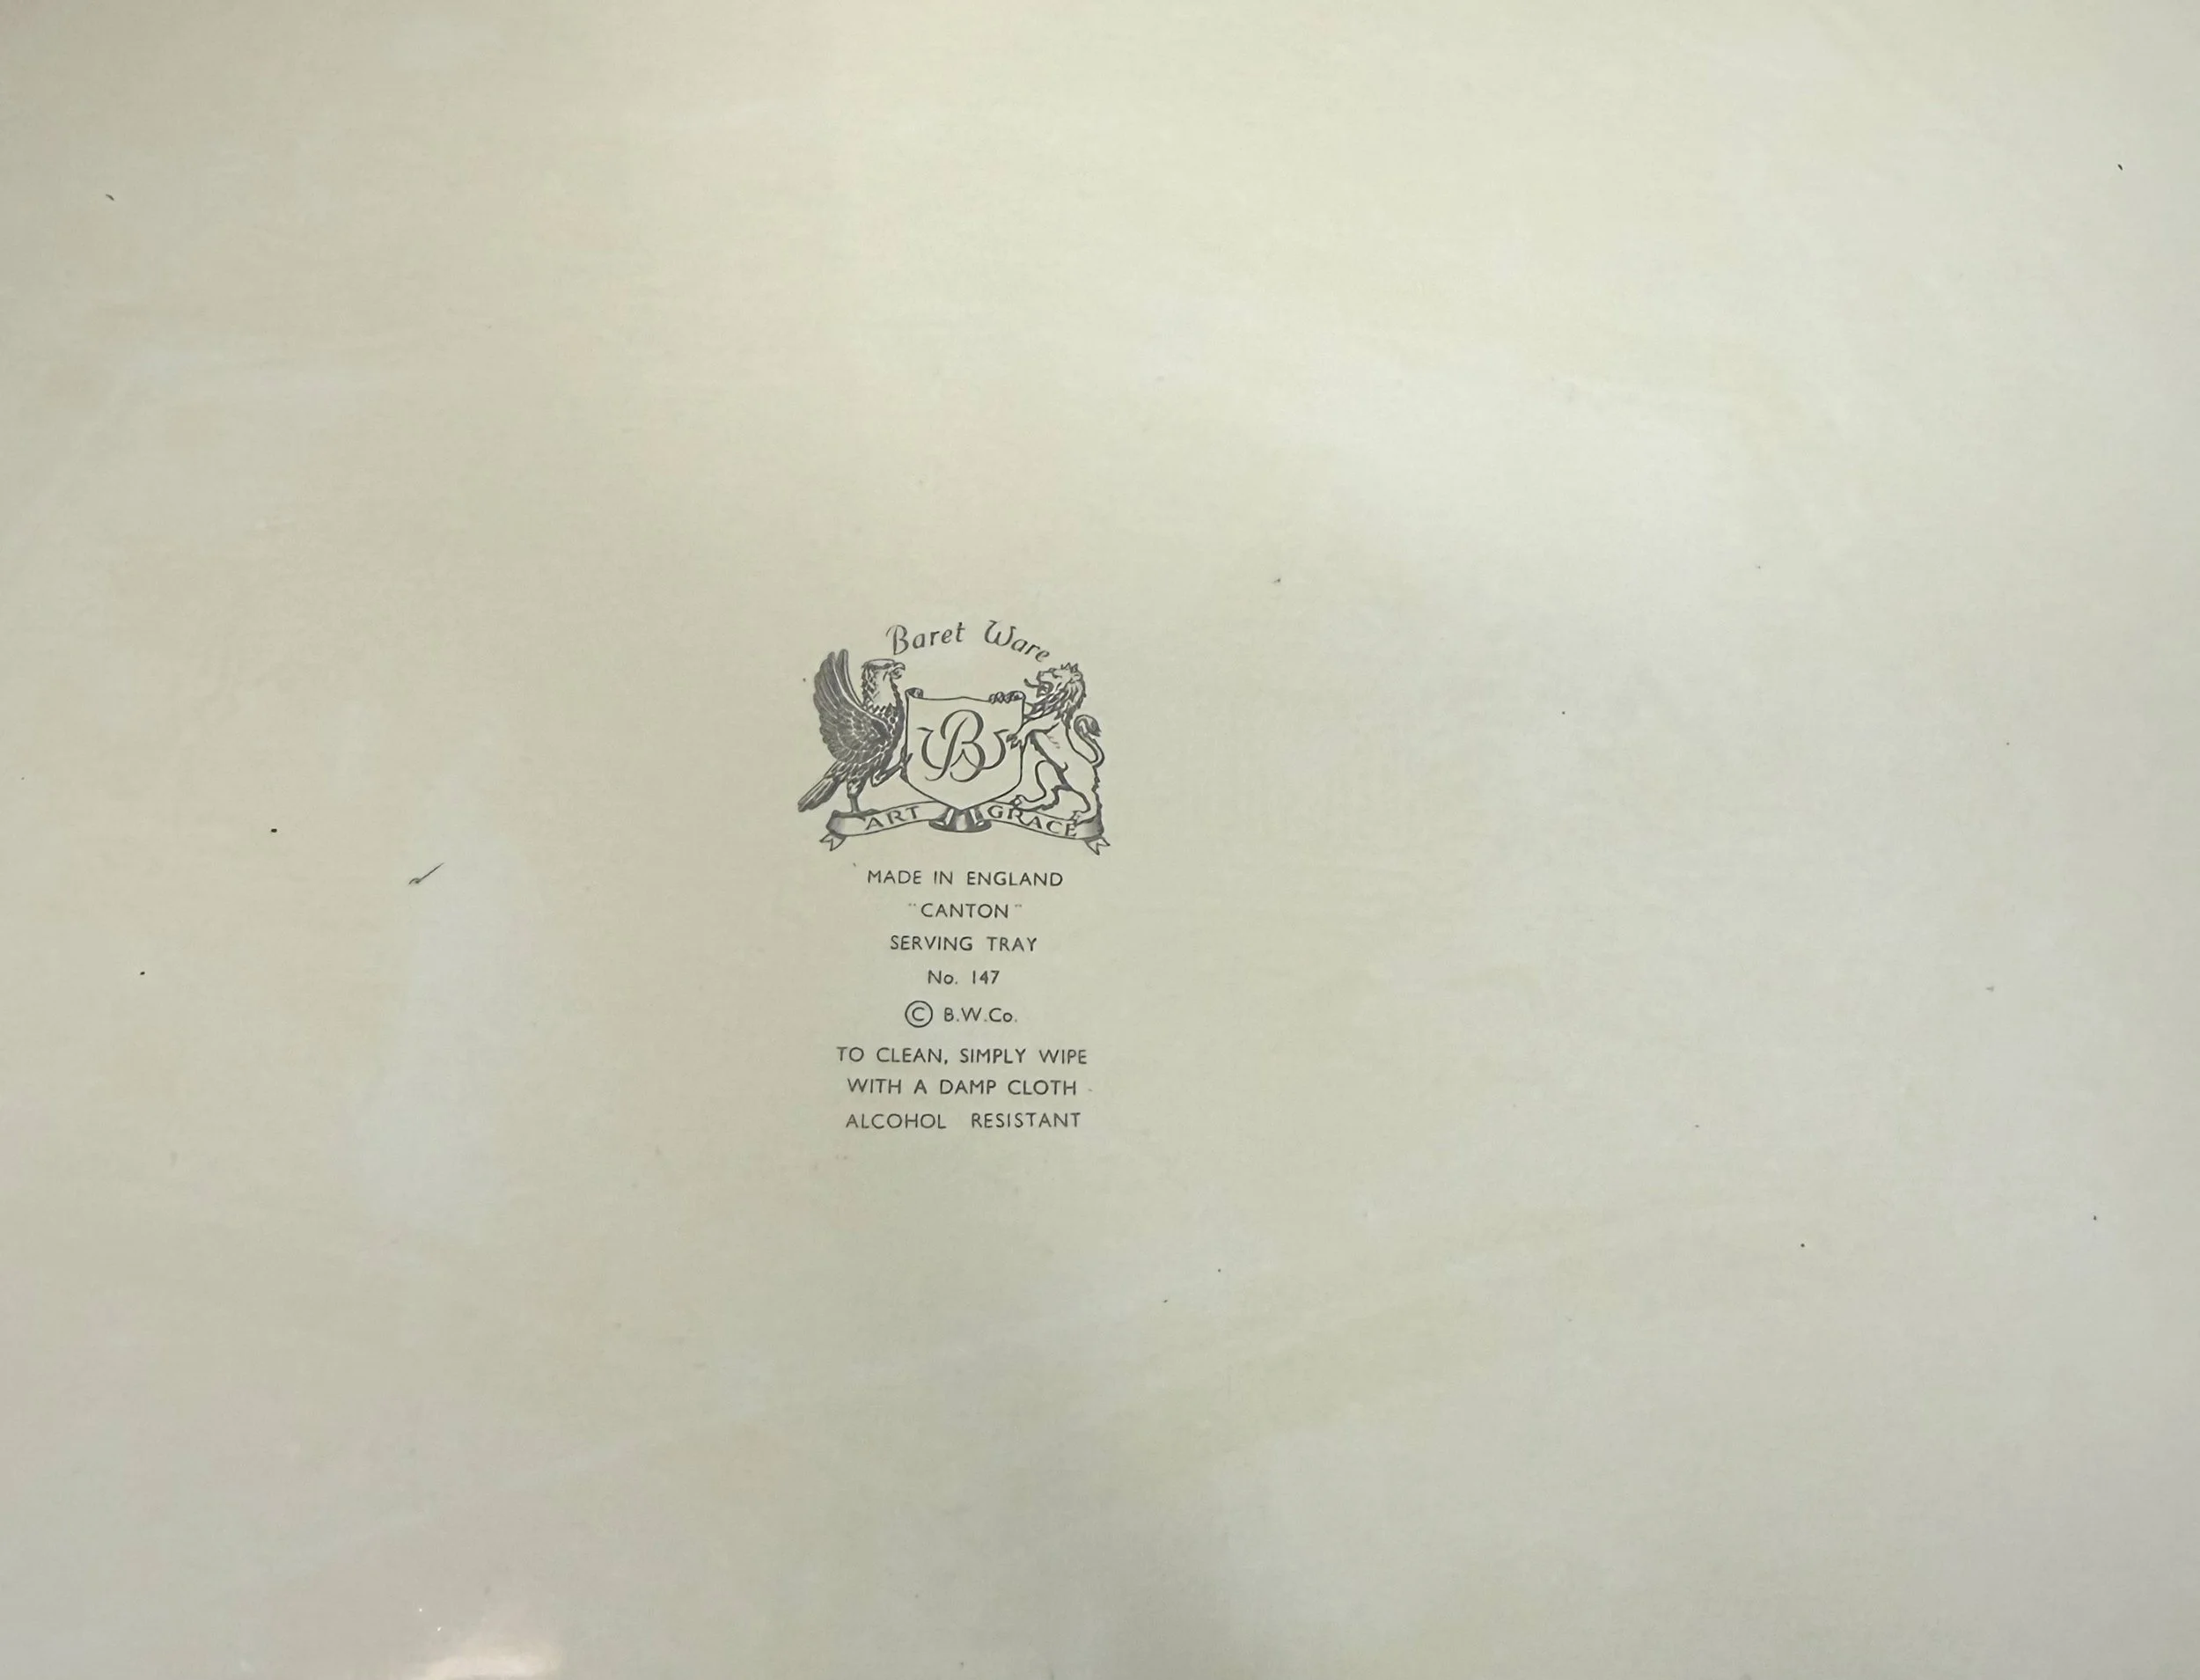 Baret Ware
B W
ART GRACE
MADE IN ENGLAND
"CANTON"
SERVING TRAY
No. 147
© B.W.Co.
TO CLEAN, SIMPLY WIPE
WITH A DAMP CLOTH
ALCOHOL RESISTANT